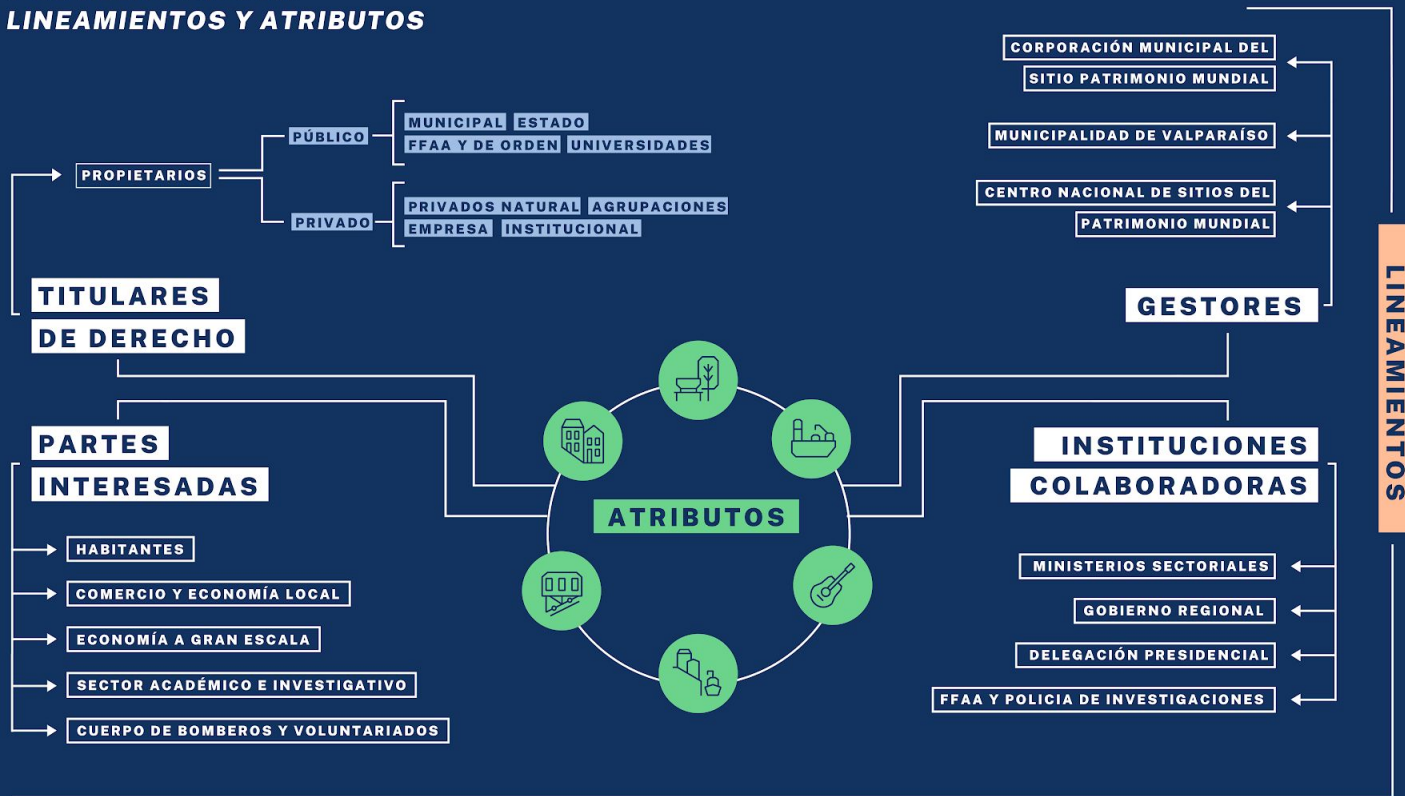 LINEAMIENTOS Y ATRIBUTOS
PROPIETARIOS
PÚBLICO
MUNICIPAL ESTADO
FFAA Y DE ORDEN UNIVERSIDADES
PRIVADO
PRIVADOS NATURAL AGRUPACIONES
EMPRESA INSTITUCIONAL
TITULARES
DE DERECHO
PARTES
INTERESADAS
HABITANTES
COMERCIO Y ECONOMÍA LOCAL
ECONOMÍA A GRAN ESCALA
SECTOR ACADÉMICO E INVESTIGATIVO
CUERPO DE BOMBEROS Y VOLUNTARIADOS
ATRIBUTOS
CORPORACIÓN MUNICIPAL DEL
SITIO PATRIMONIO MUNDIAL
MUNICIPALIDAD DE VALPARAÍSO
CENTRO NACIONAL DE SITIOS DEL
PATRIMONIO MUNDIAL
GESTORES
INSTITUCIONES
COLABORADORAS
MINISTERIOS SECTORIALES
GOBIERNO REGIONAL
DELEGACIÓN PRESIDENCIAL
FFAA Y POLICIA DE INVESTIGACIONES
LINEAMIENTOS